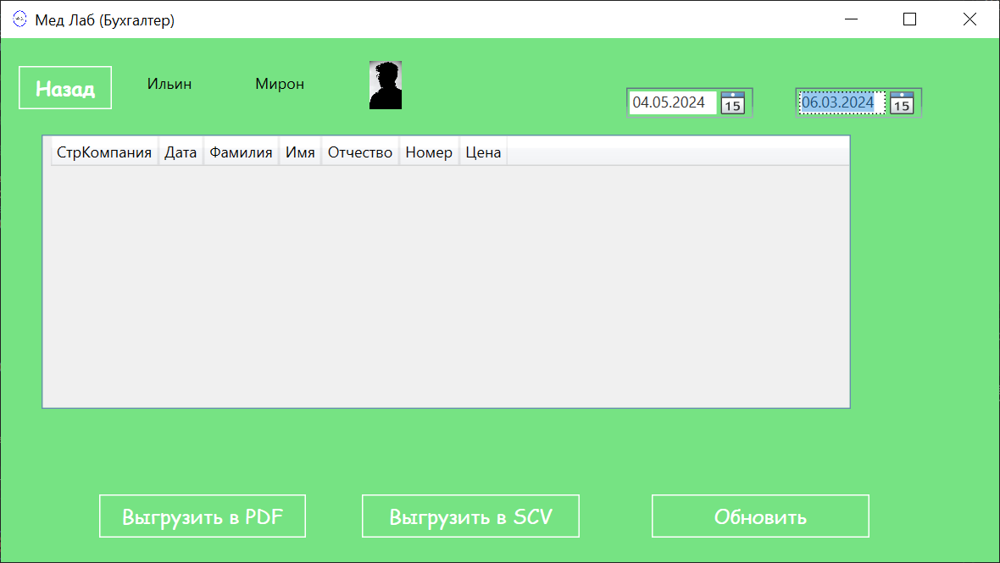 Мед Лаб (Бухгалтер)
Назад
Ильин
Мирон
04.05.2024
15
06.03.2024
15
СтрКомпания Дата Фамилия Имя Отчество Номер Цена
Выгрузить в PDF
Выгрузить в SCV
Обновить